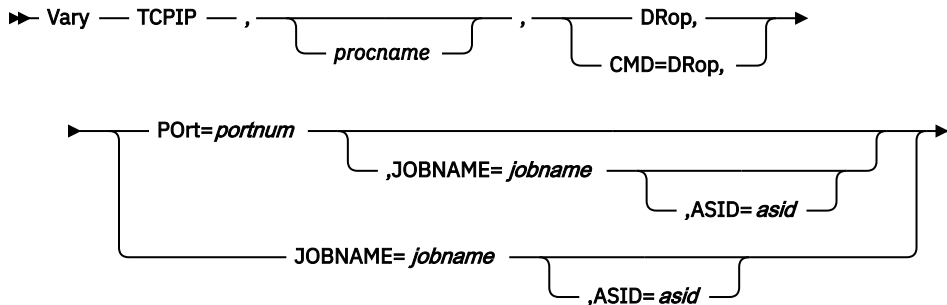 Vary TCPIP , procname , DRop,
CMD=DRop,
POrt=portnum
,JOBNAME= jobname
,ASID= asid
JOBNAME= jobname
,ASID= asid